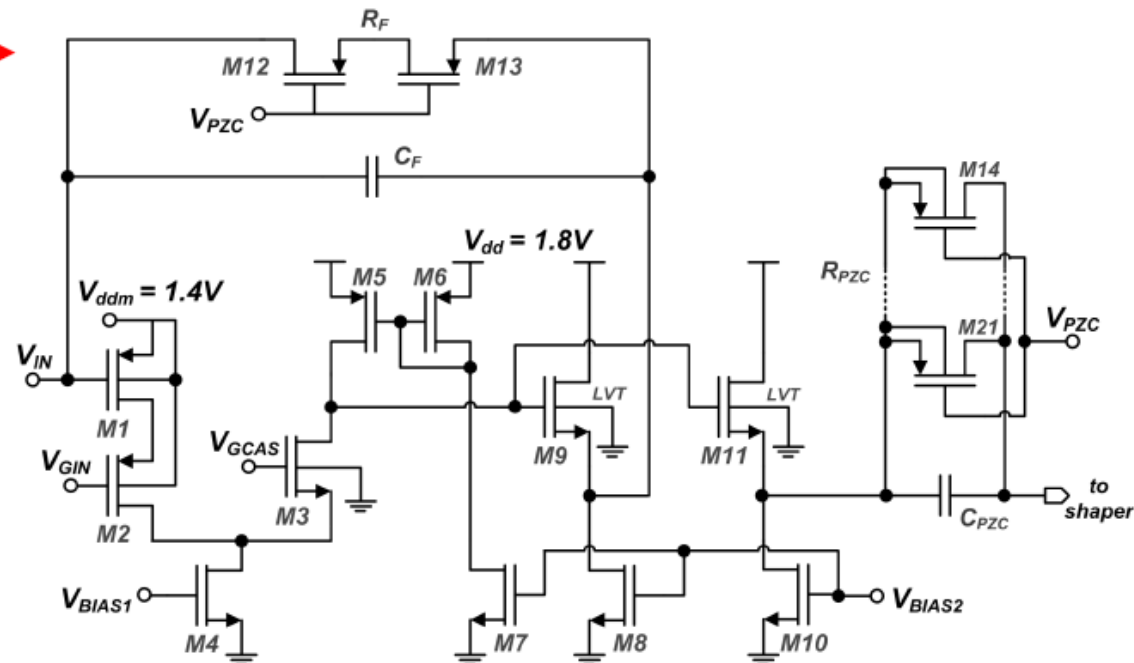 R_F
M12
M13
V_PZC
C_F
M14
V_dd = 1.8V
R_PZC
M5
M6
V_ddm = 1.4V
M21
V_PZC
V_IN
LVT
LVT
M1
V_GCAS
M9
M11
V_GIN
M3
to
shaper
M2
C_PZC
V_BIAS1
V_BIAS2
M4
M7
M8
M10